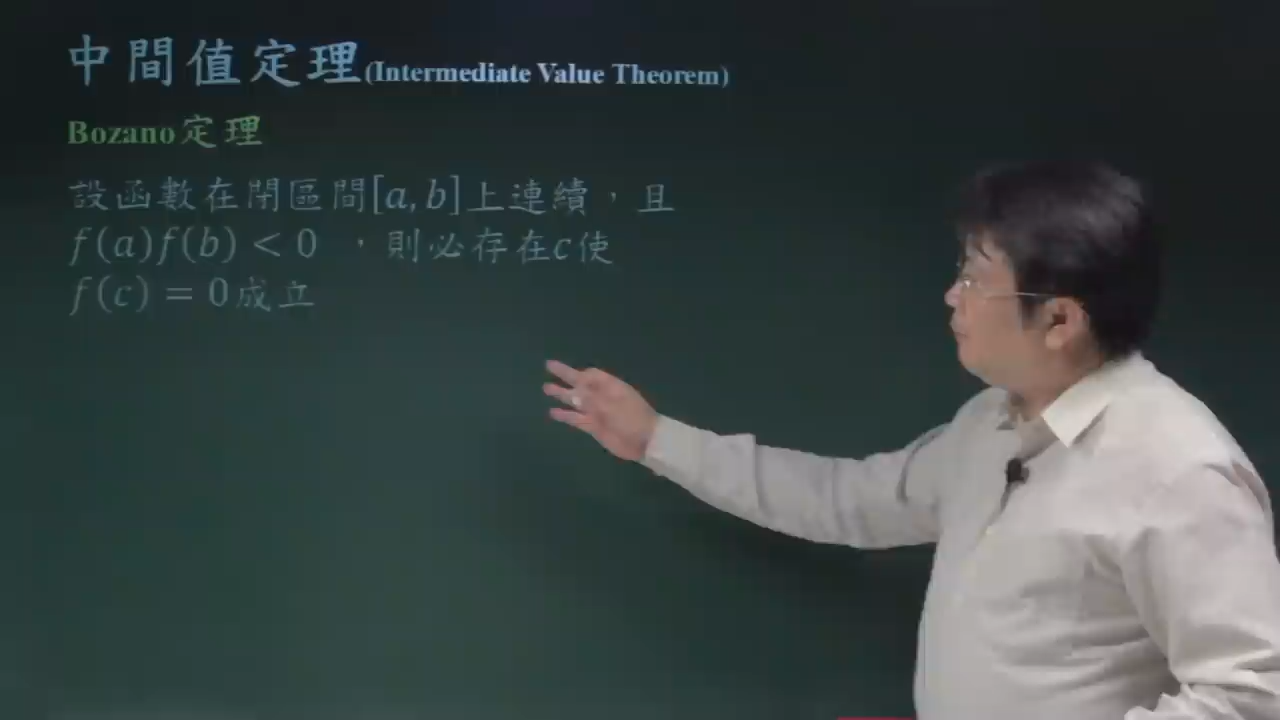 中間值定理(Intermediate Value Theorem)
Bozano定理
設函數在閉區間[a,b]上連續，且
f(a)f(b) < 0 ，則必存在c使
f(c) = 0成立